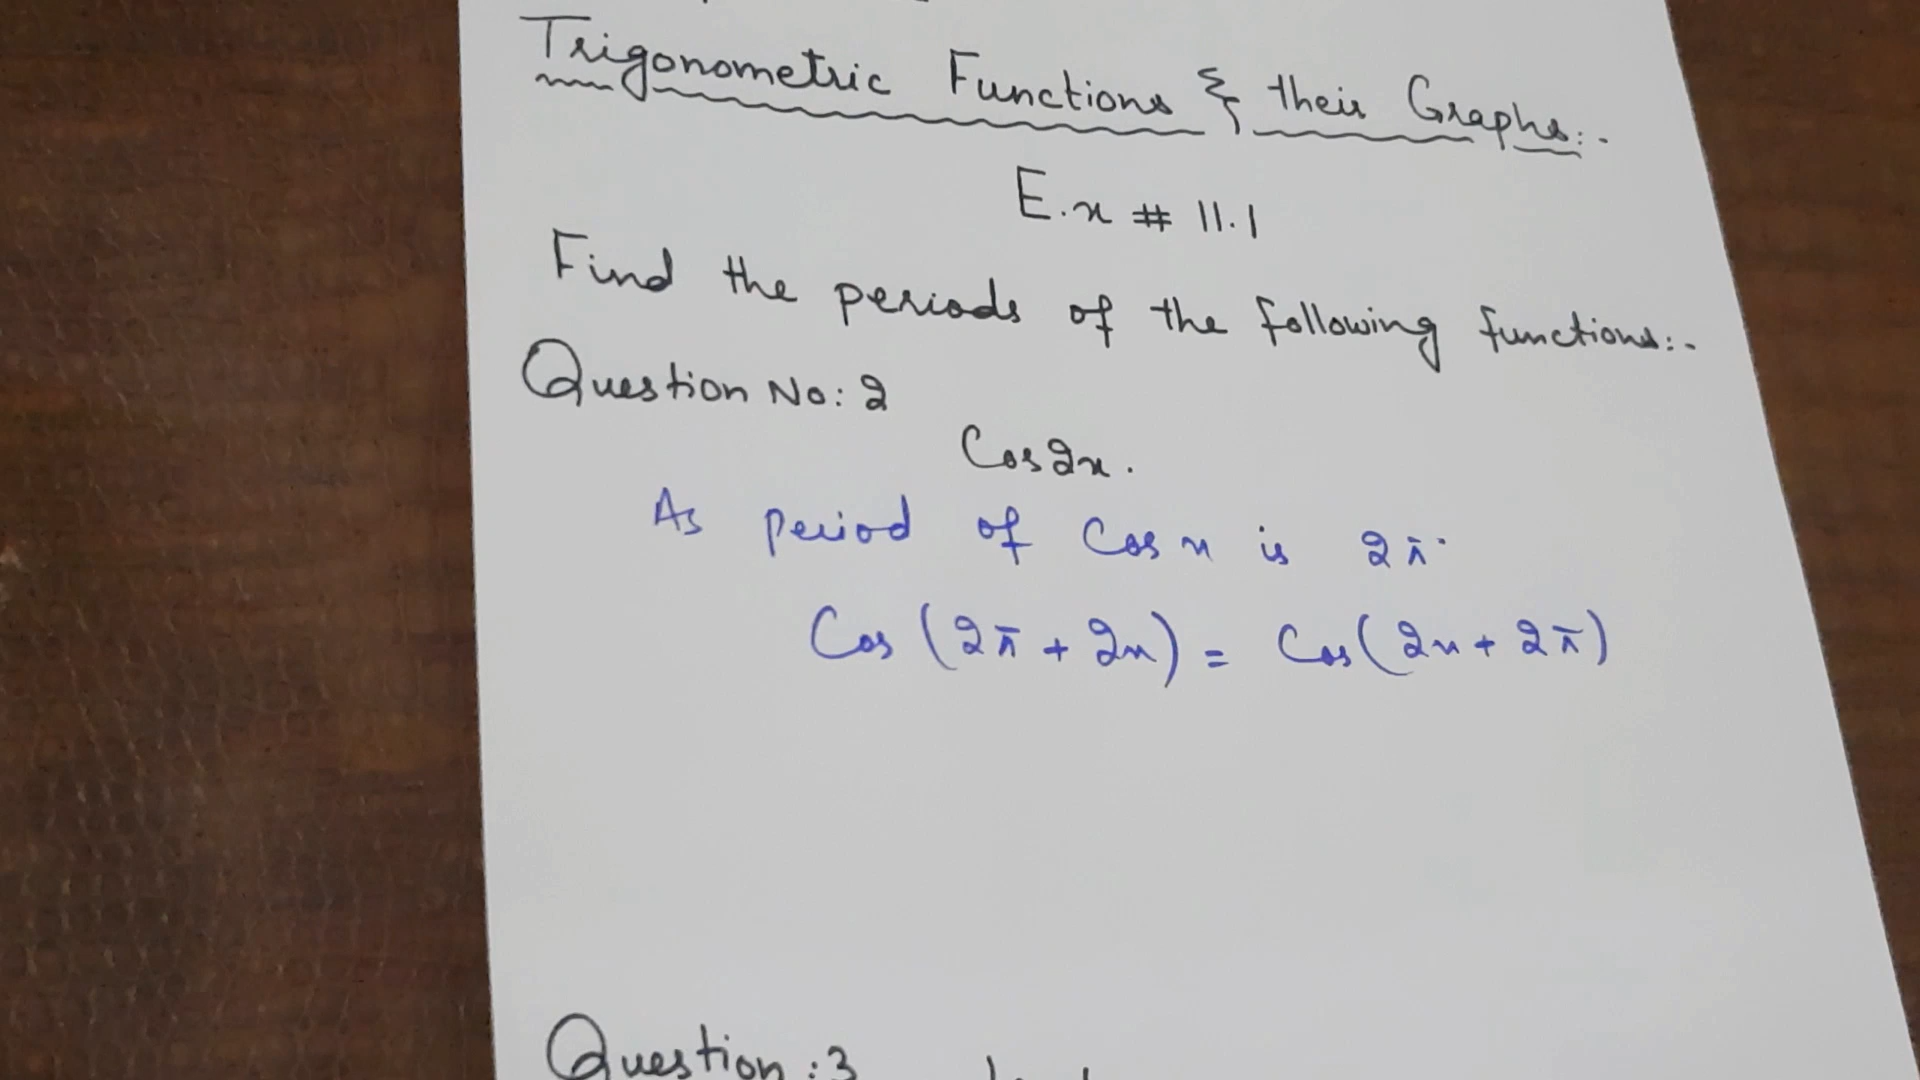 Trigonometric Functions & their Graphs:-
E.x # 11.1
Find the periods of the following functions:-
Question No: 2
Cos2x.
As period of Cos x is 2π.
Cos (2π + 2x) = Cos(2x + 2π)
Question :3